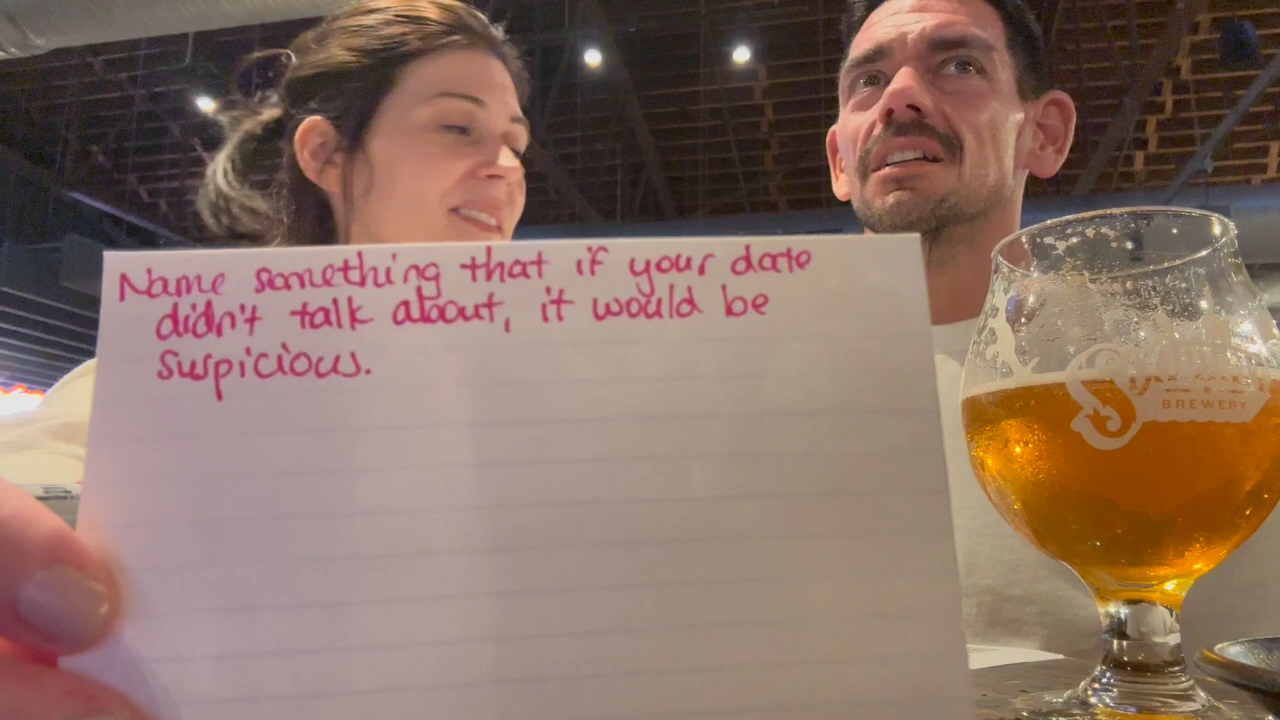 Name something that if your date
didn't talk about, it would be
suspicious.
BREWERY